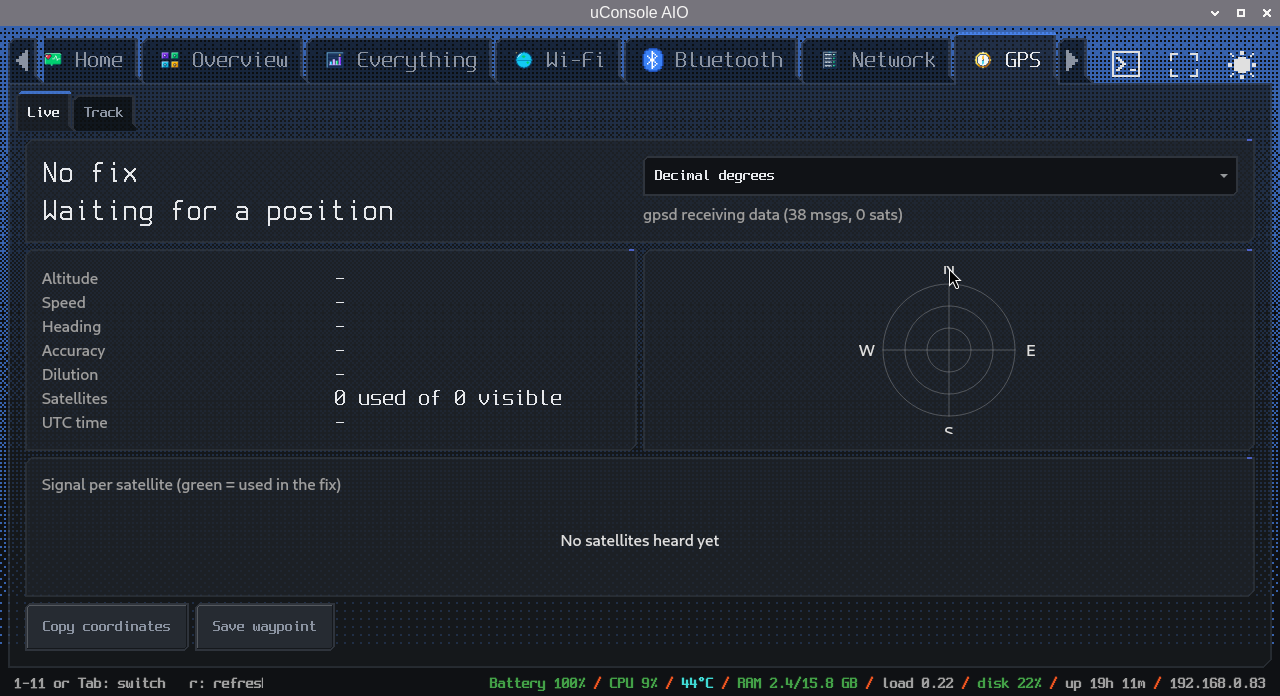 uConsole AIO
Home Overview Everything Wi-Fi Bluetooth Network GPS
Live Track
No fix
Waiting for a position
Decimal degrees
gpsd receiving data (38 msgs, 0 sats)
Altitude –
Speed –
Heading –
Accuracy –
Dilution –
Satellites 0 used of 0 visible
UTC time –
N
W E
S
Signal per satellite (green = used in the fix)
No satellites heard yet
Copy coordinates Save waypoint
1-11 or Tab: switch r: refres Battery 100% / CPU 9% / 44°C / RAM 2.4/15.8 GB / load 0.22 / disk 22% / up 19h 11m / 192.168.0.83